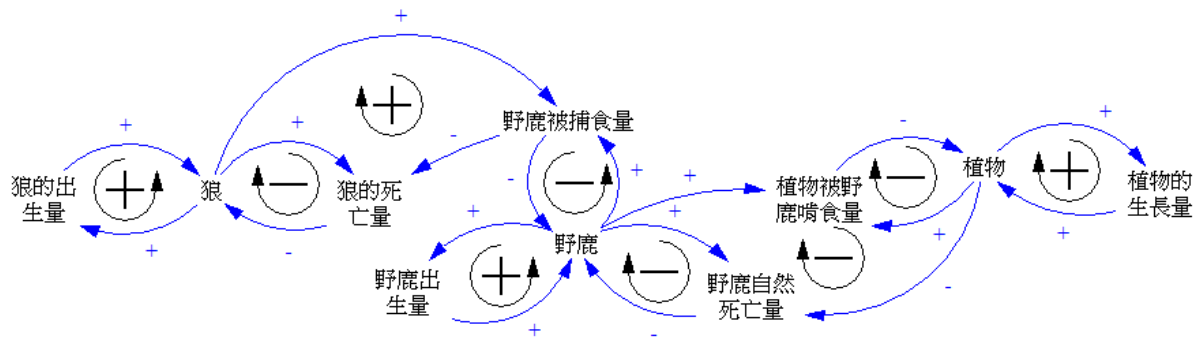 +
野鹿被捕食量
+
+
-
-
+
狼的出
生量
狼
狼的死
亡量
-
+
+
植物被野
鹿啃食量
植物
植物的
生長量
+
-
+
+
野鹿
+
+
野鹿出
生量
野鹿自然
死亡量
-
+
-